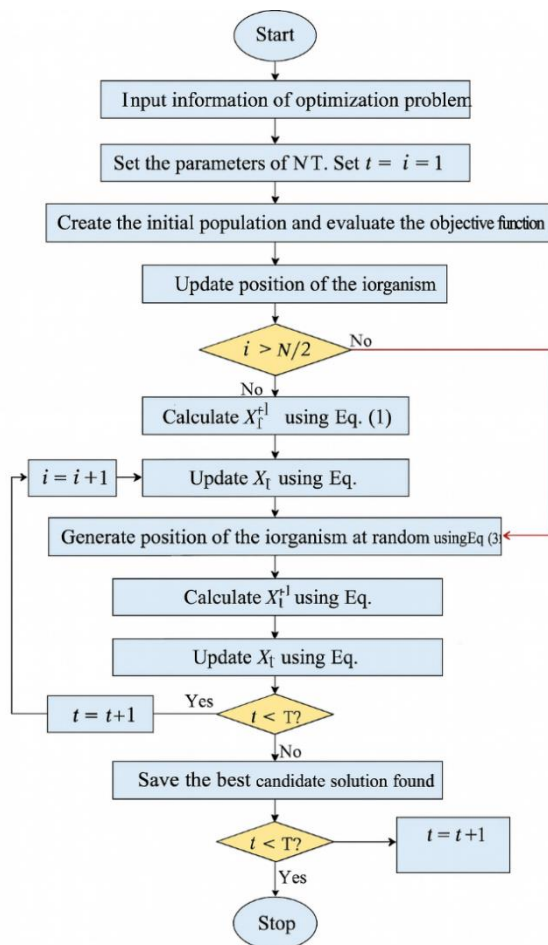 Start
Input information of optimization problem
Set the parameters of NT. Set t = i = 1
Create the initial population and evaluate the objective function
Update position of the iorganism
i > N/2
No
No
Calculate X_I^{+1} using Eq. (1)
i = i +1
Update X_t using Eq.
Generate position of the iorganism at random usingEq (3
Calculate X_t^{+1} using Eq.
Update X_t using Eq.
Yes
t = t+1
t < T?
No
Save the best candidate solution found
t < T?
t = t+1
Yes
Stop